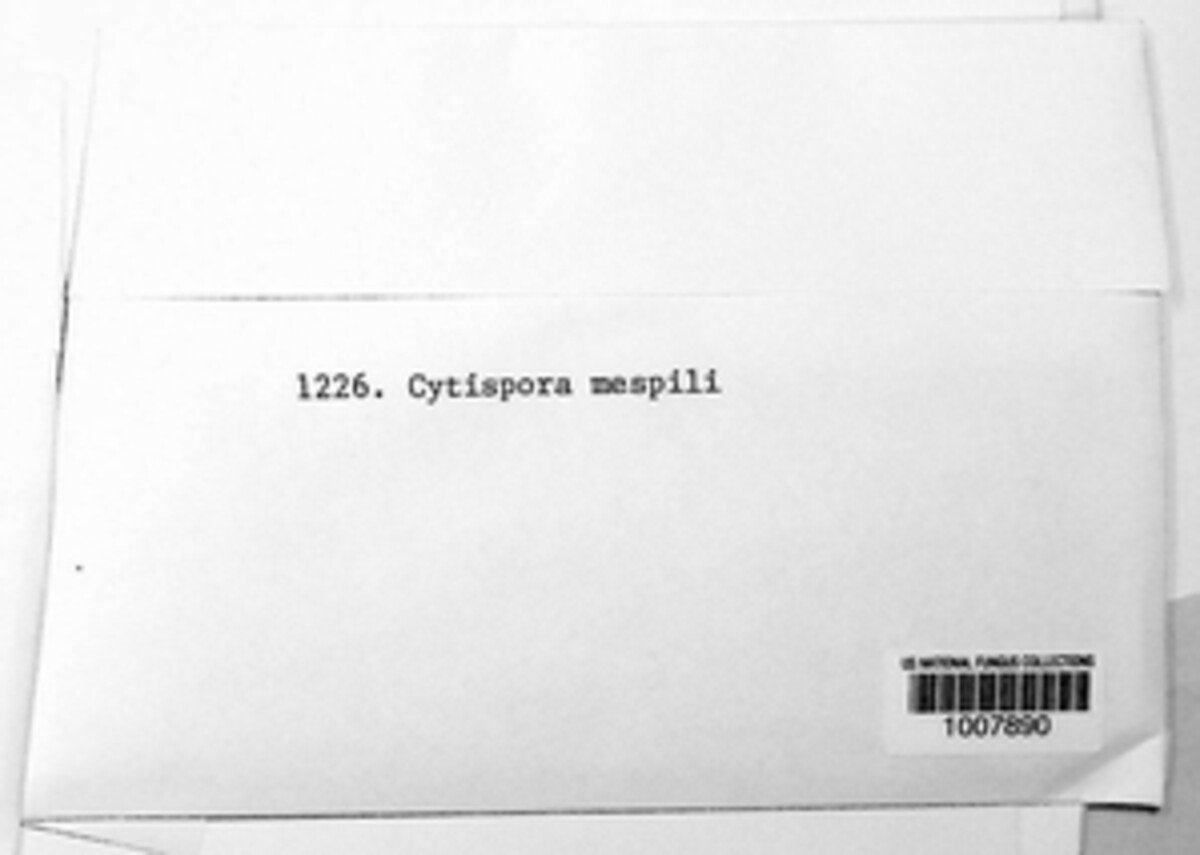 1226. Cytispora mespili
US NATIONAL FUNGUS COLLECTIONS
1007890